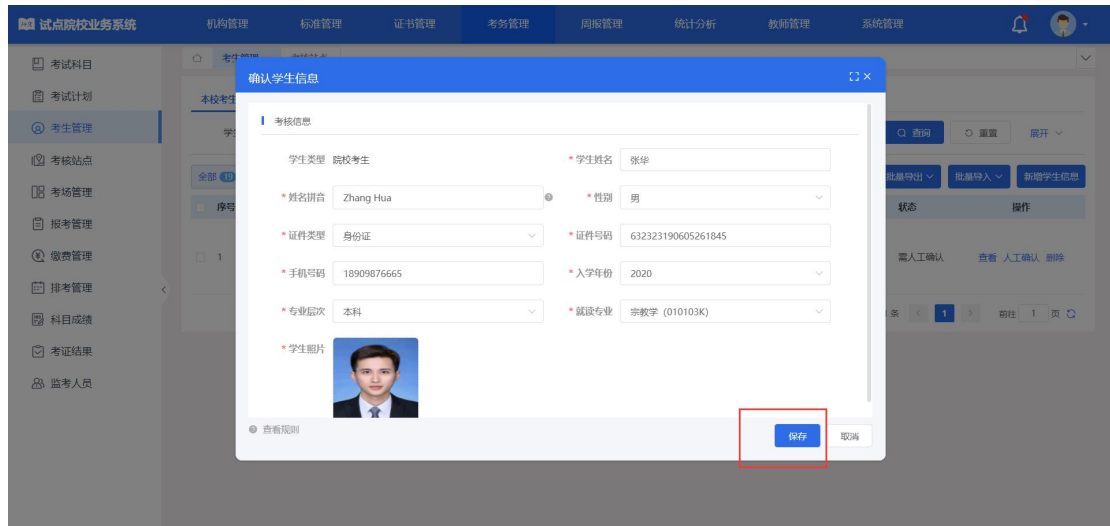 试点院校业务系统 机构管理 标准管理 证书管理 考务管理 周报管理 统计分析 教师管理 系统管理
考试科目
考试计划
考生管理
考核站点
考场管理
报考管理
缴费管理
排考管理
科目成绩
考证结果
监考人员
考生管理 考核站点
本校考生
查询 重置 展开
全部 19 批量导出 批量导入 新增学生信息
序号 状态 操作
1 需人工确认 查看 人工确认 删除
条 1 前往 1 页
确认学生信息
考核信息
学生类型 院校考生 * 学生姓名 张华
* 姓名拼音 Zhang Hua * 性别 男
* 证件类型 身份证 * 证件号码 632323190605261845
* 手机号码 18909876665 * 入学年份 2020
* 专业层次 本科 * 就读专业 宗教学 (010103K)
* 学生照片
查看规则 保存 取消